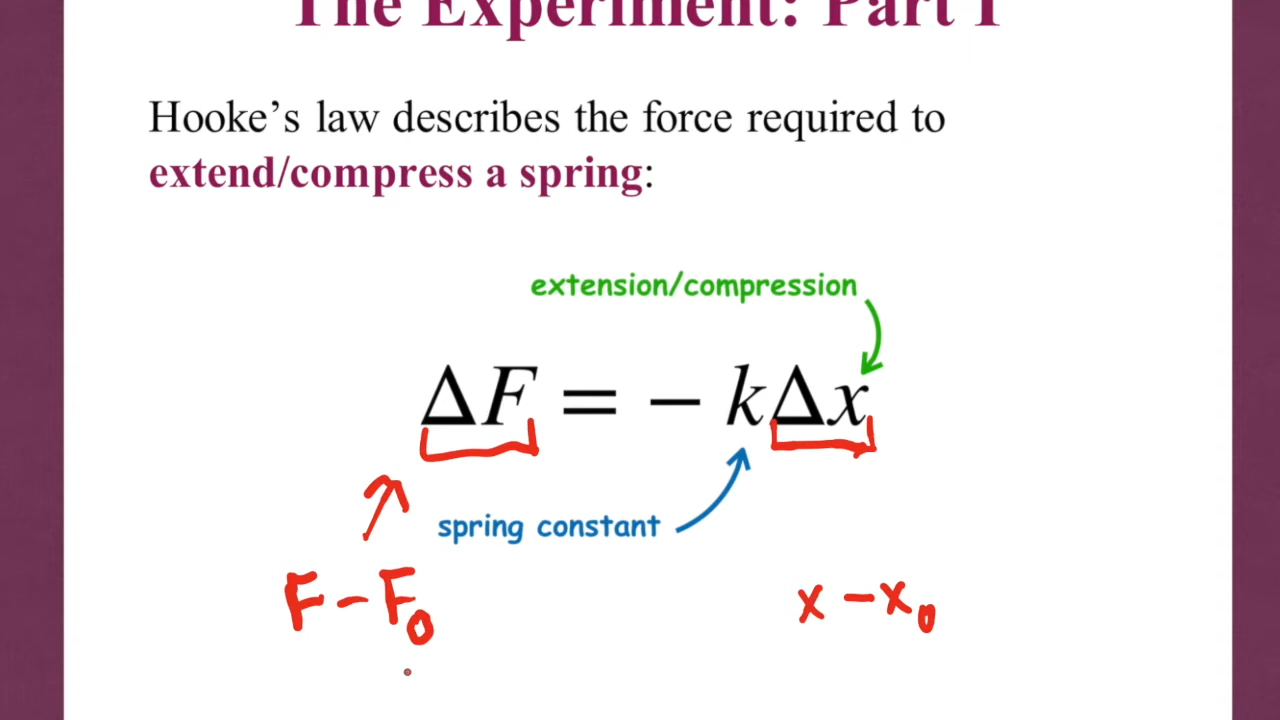 The Experiment: Part 1
Hooke’s law describes the force required to
extend/compress a spring:
extension/compression
ΔF = − kΔx
spring constant
F − F₀
x − x₀